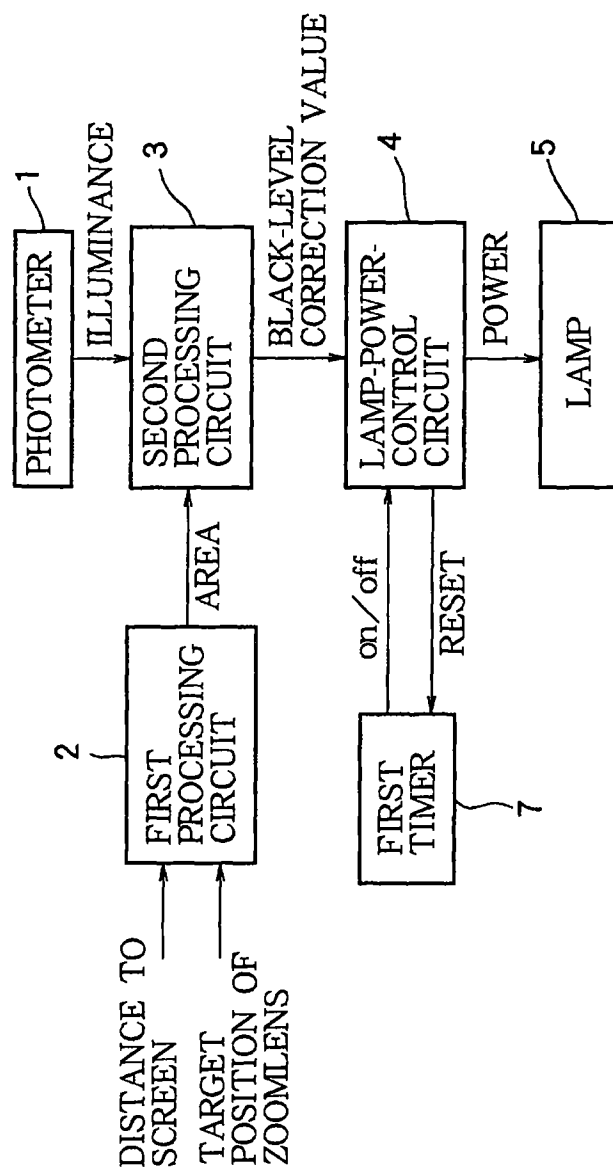 1
PHOTOMETER
ILLUMINANCE
3
SECOND
PROCESSING
CIRCUIT
2
FIRST
PROCESSING
CIRCUIT
AREA
DISTANCE TO
SCREEN
TARGET
POSITION OF
ZOOMLENS
BLACK-LEVEL
CORRECTION VALUE
4
LAMP-POWER-
CONTROL
CIRCUIT
on/off
RESET
FIRST
TIMER
7
POWER
5
LAMP